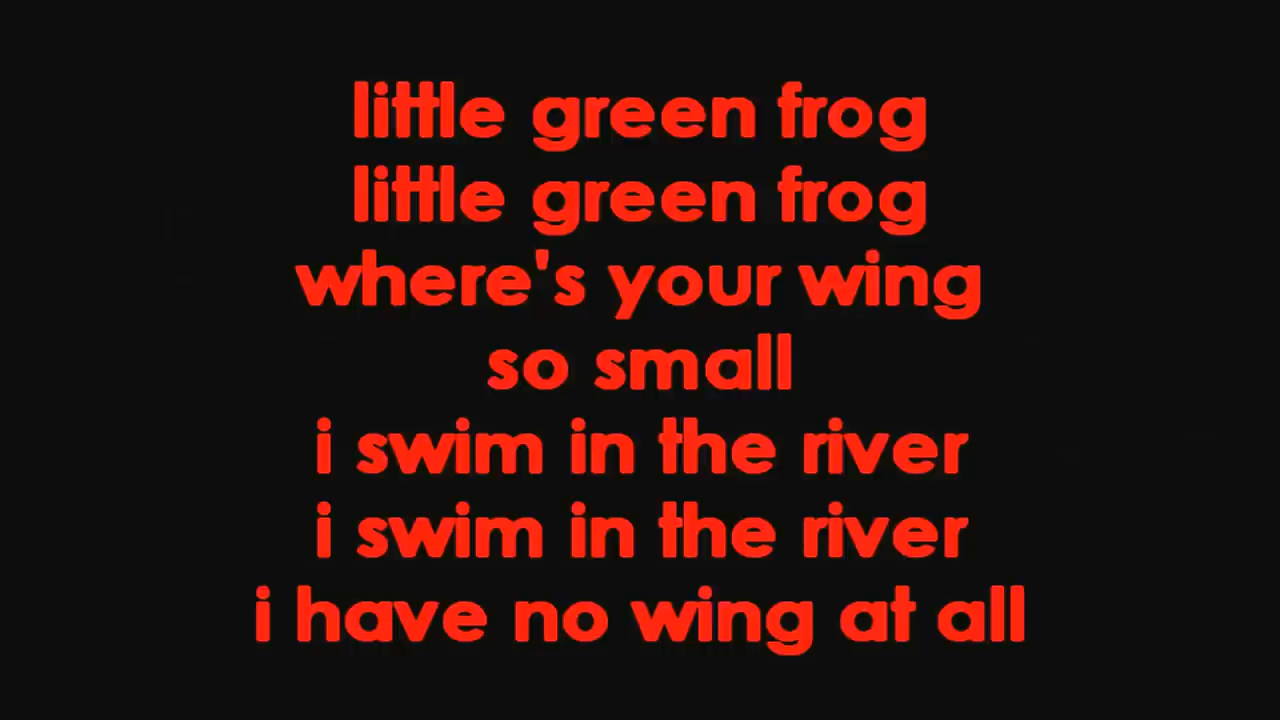 little green frog
little green frog
where's your wing
so small
i swim in the river
i swim in the river
i have no wing at all